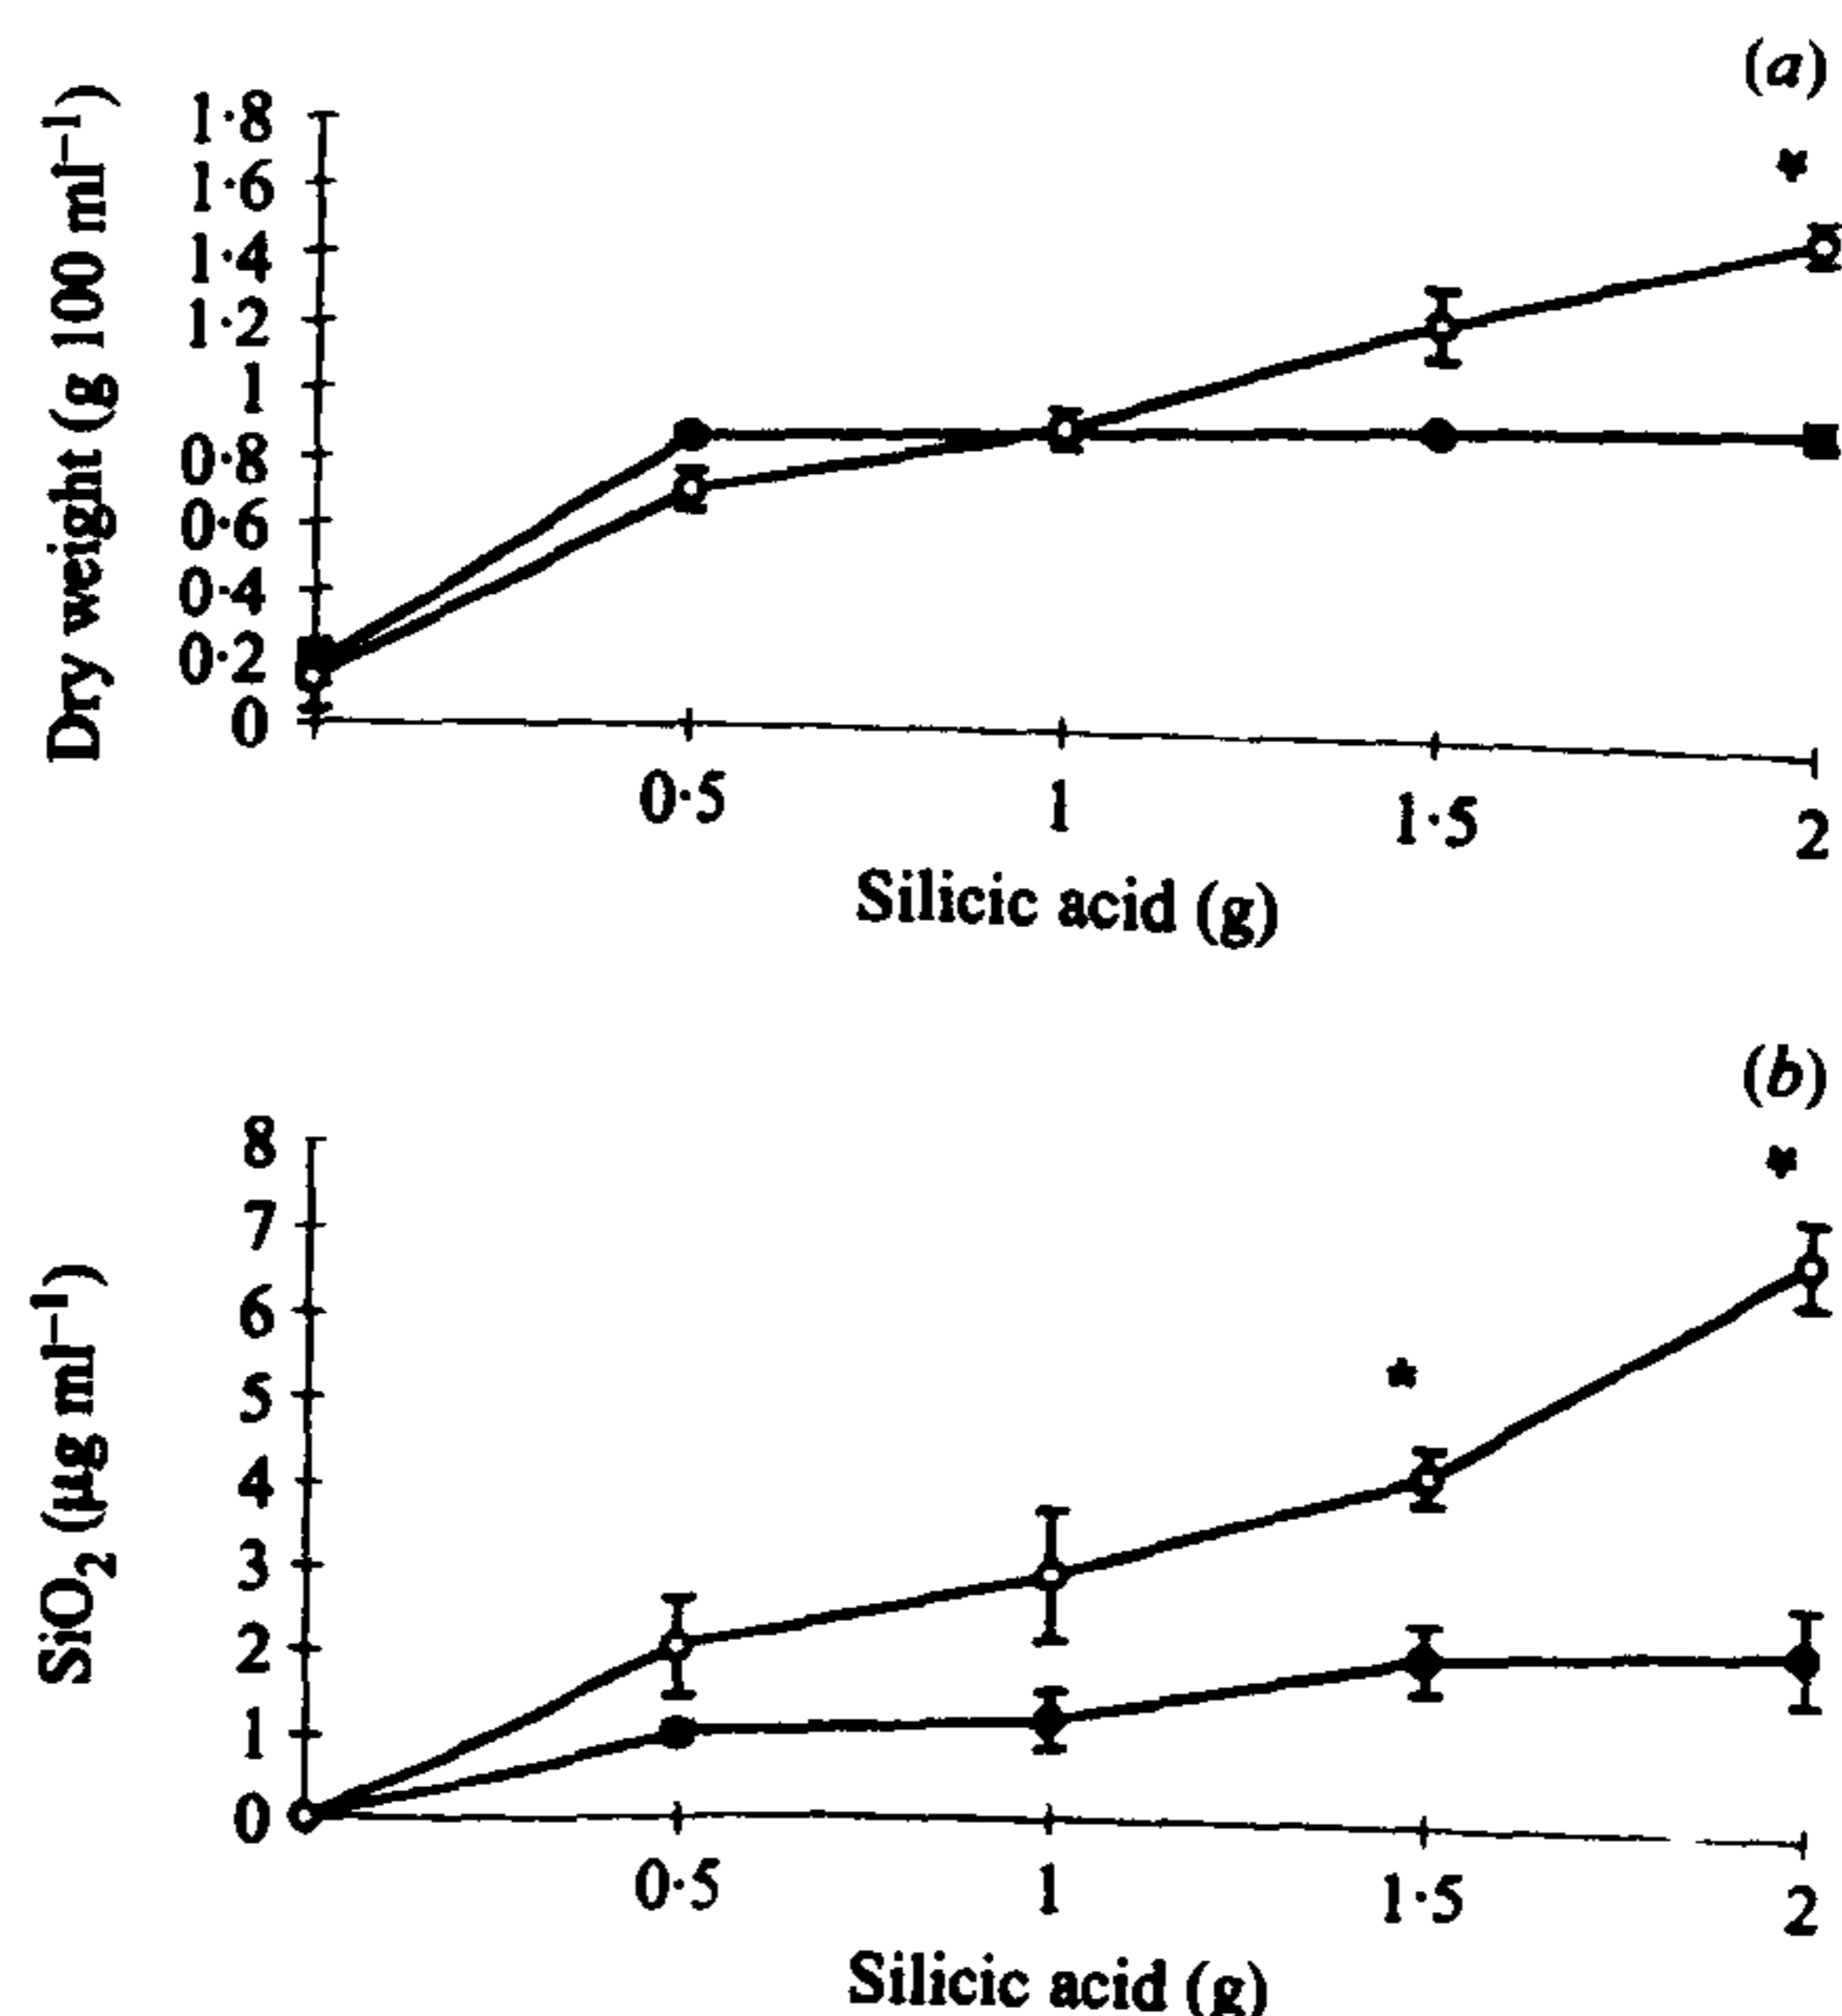 (a)
Dry weight (g 100 ml⁻¹)
1·8
1·6
1·4
1·2
1
0·8
0·6
0·4
0·2
0
0·5 1 1·5 2
Silicic acid (g)
(b)
SiO₂ (µg ml⁻¹)
8
7
6
5
4
3
2
1
0
0·5 1 1·5 2
Silicic acid (g)